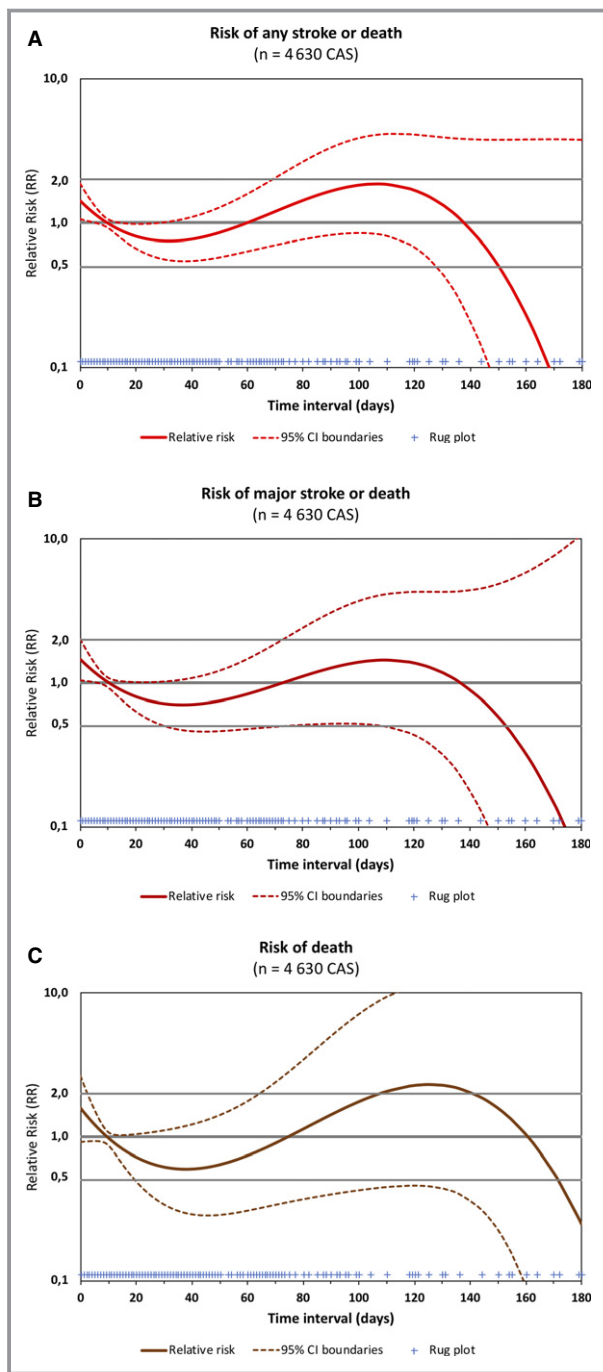 A
Risk of any stroke or death
(n = 4 630 CAS)
Relative Risk (RR)
10,0
2,0
1,0
0,5
0,1
0 20 40 60 80 100 120 140 160 180
Time interval (days)
Relative risk 95% CI boundaries Rug plot
B
Risk of major stroke or death
(n = 4 630 CAS)
Relative Risk (RR)
10,0
2,0
1,0
0,5
0,1
0 20 40 60 80 100 120 140 160 180
Time interval (days)
Relative risk 95% CI boundaries Rug plot
C
Risk of death
(n = 4 630 CAS)
Relative Risk (RR)
10,0
2,0
1,0
0,5
0,1
0 20 40 60 80 100 120 140 160 180
Time interval (days)
Relative risk 95% CI boundaries Rug plot